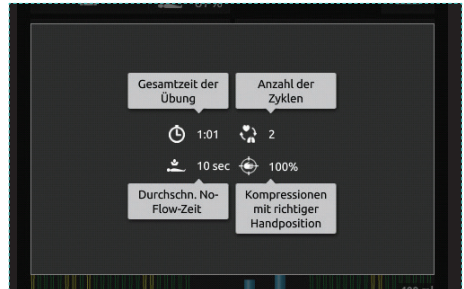 Gesamtzeit der
Übung
Anzahl der
Zyklen
1:01
2
10 sec
100%
Durchschn. No-
Flow-Zeit
Kompressionen
mit richtiger
Handposition